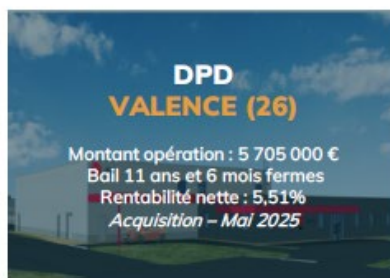 DPD
VALENCE (26)
Montant opération : 5 705 000 €
Bail 11 ans et 6 mois fermes
Rentabilité nette : 5,51%
Acquisition – Mai 2025